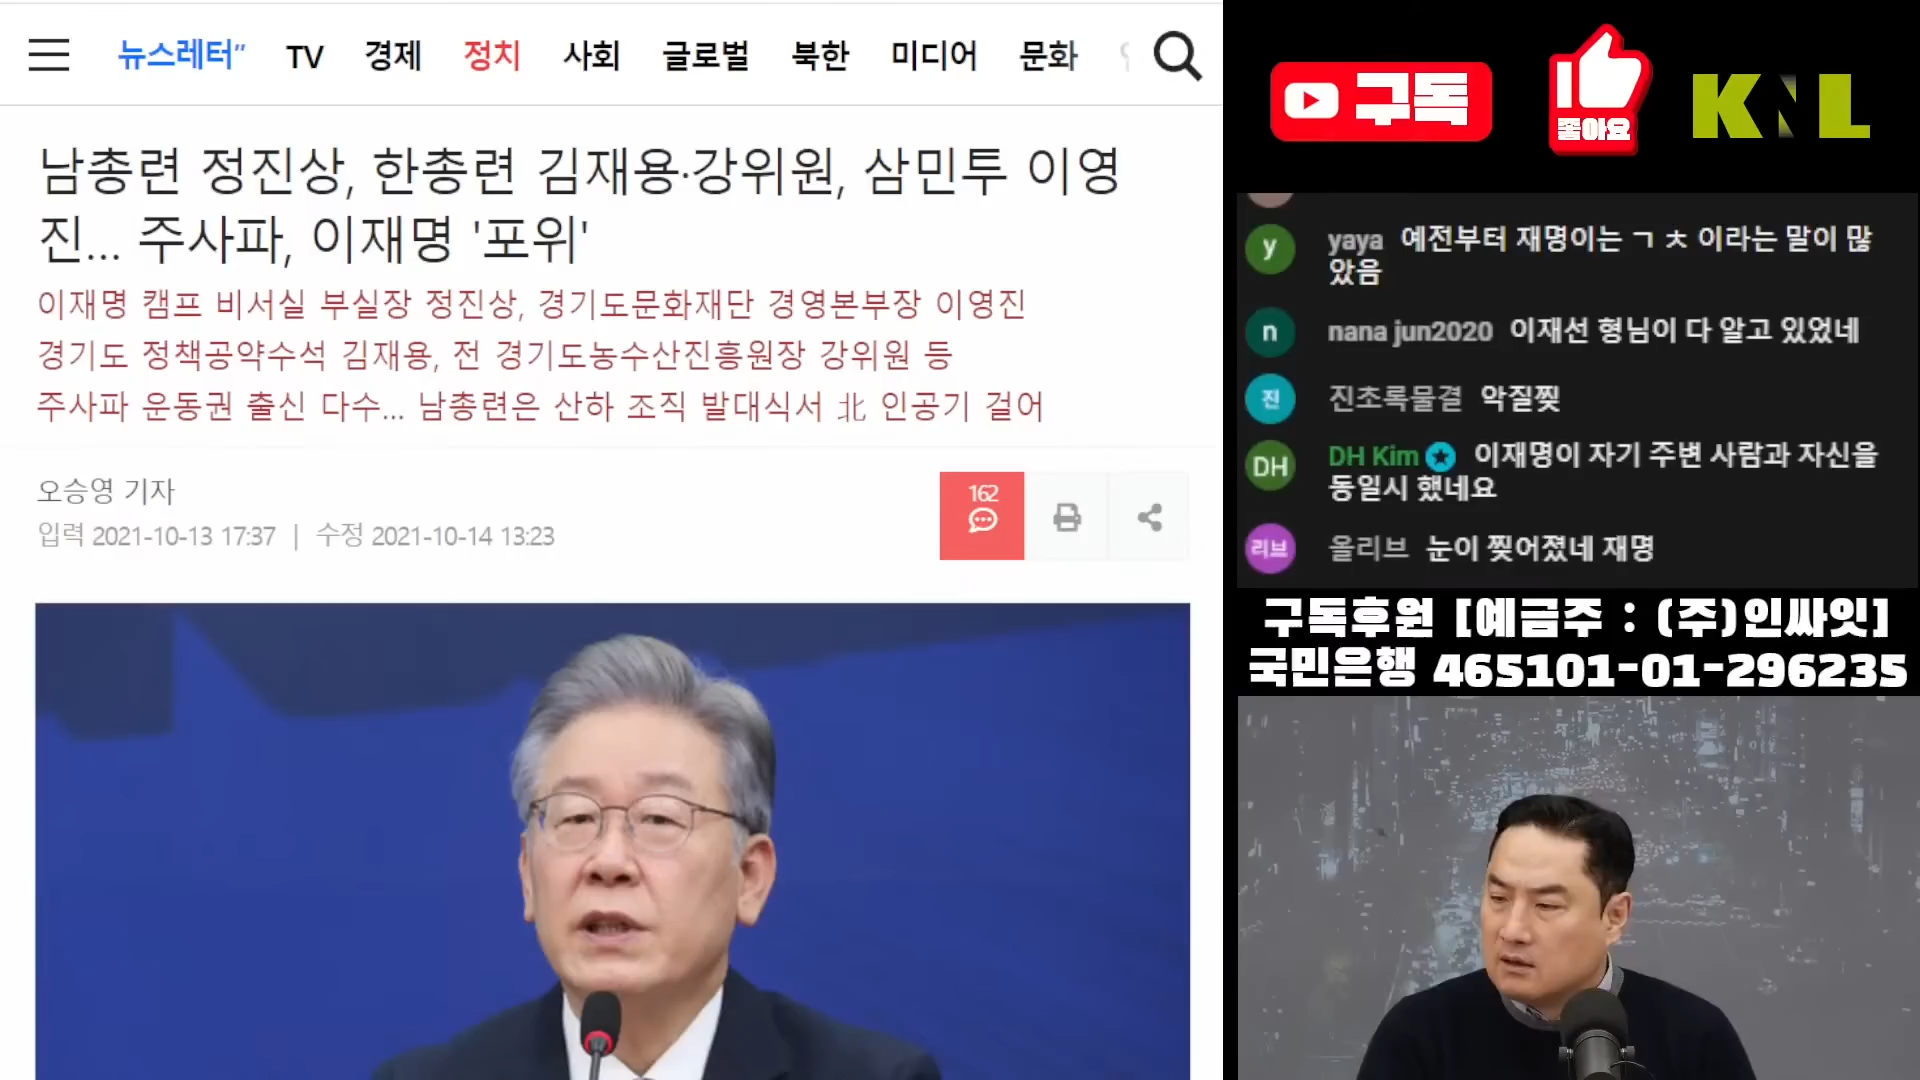 뉴스레터" TV 경제 정치 사회 글로벌 북한 미디어 문화
남총련 정진상, 한총련 김재용·강위원, 삼민투 이영
진... 주사파, 이재명 '포위'
이재명 캠프 비서실 부실장 정진상, 경기도문화재단 경영본부장 이영진
경기도 정책공약수석 김재용, 전 경기도농수산진흥원장 강위원 등
주사파 운동권 출신 다수... 남총련은 산하 조직 발대식서 北 인공기 걸어
오승영 기자
입력 2021-10-13 17:37 | 수정 2021-10-14 13:23
162
구독
좋아요
KNL
y yaya 예전부터 재명이는 ㄱ ㅊ 이라는 말이 많
았음
n nana jun2020 이재선 형님이 다 알고 있었네
진 진초록물결 악질찢
DH DH Kim 이재명이 자기 주변 사람과 자신을
동일시 했네요
리브 올리브 눈이 찢어졌네 재명
구독후원 [예금주 : (주)인싸잇]
국민은행 465101-01-296235